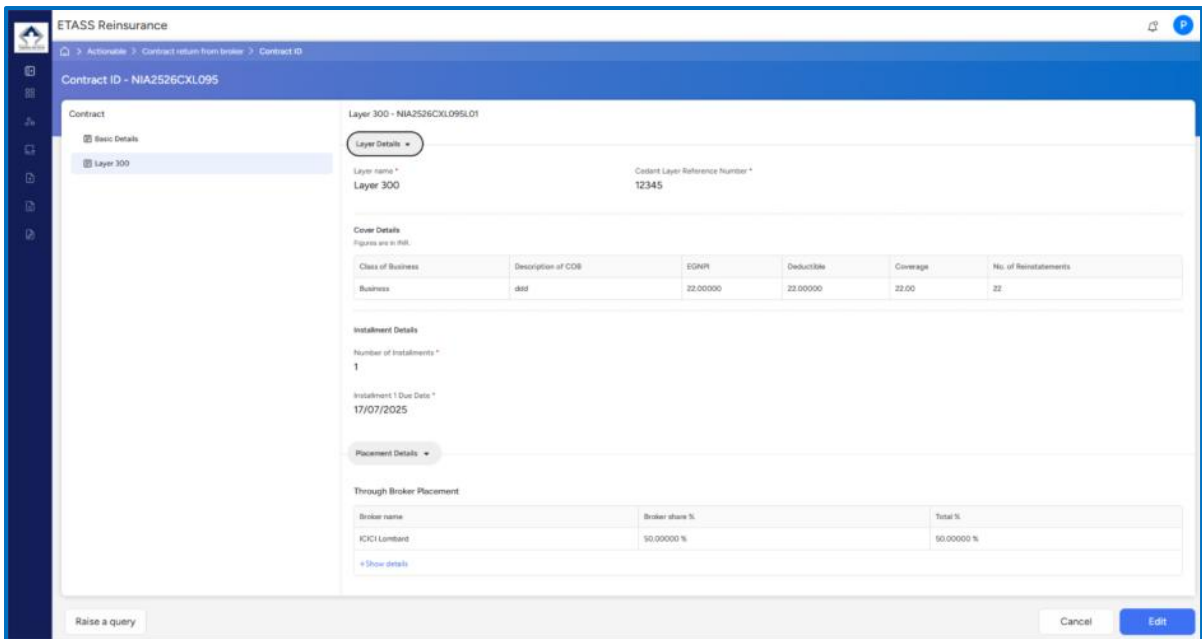 ETASS Reinsurance
P
Actionable > Contract return from broker > Contract ID
Contract ID - NIA2526CXL095
Contract
Basic Details
Layer 300
Layer 300 - NIA2526CXL095L01
Layer Details
Layer name * Cedant Layer Reference Number *
Layer 300 12345
Cover Details
Figures are in INR.
Class of Business Description of COB EGNPI Deductible Coverage No. of Reinstatements
Business ddd 22.00000 22.00000 22.00 22
Installment Details
Number of Installments *
1
Installment 1 Due Date *
17/07/2025
Placement Details
Through Broker Placement
Broker name Broker share % Total %
ICICI Lombard 50.00000 % 50.00000 %
+ Show details
Raise a query Cancel Edit